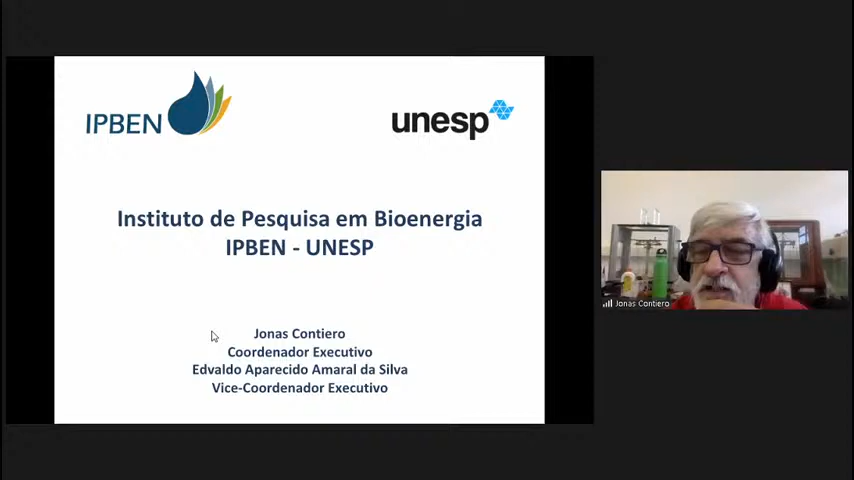 IPBEN
unesp
Instituto de Pesquisa em Bioenergia
IPBEN - UNESP
Jonas Contiero
Coordenador Executivo
Edvaldo Aparecido Amaral da Silva
Vice-Coordenador Executivo
Jonas Contiero